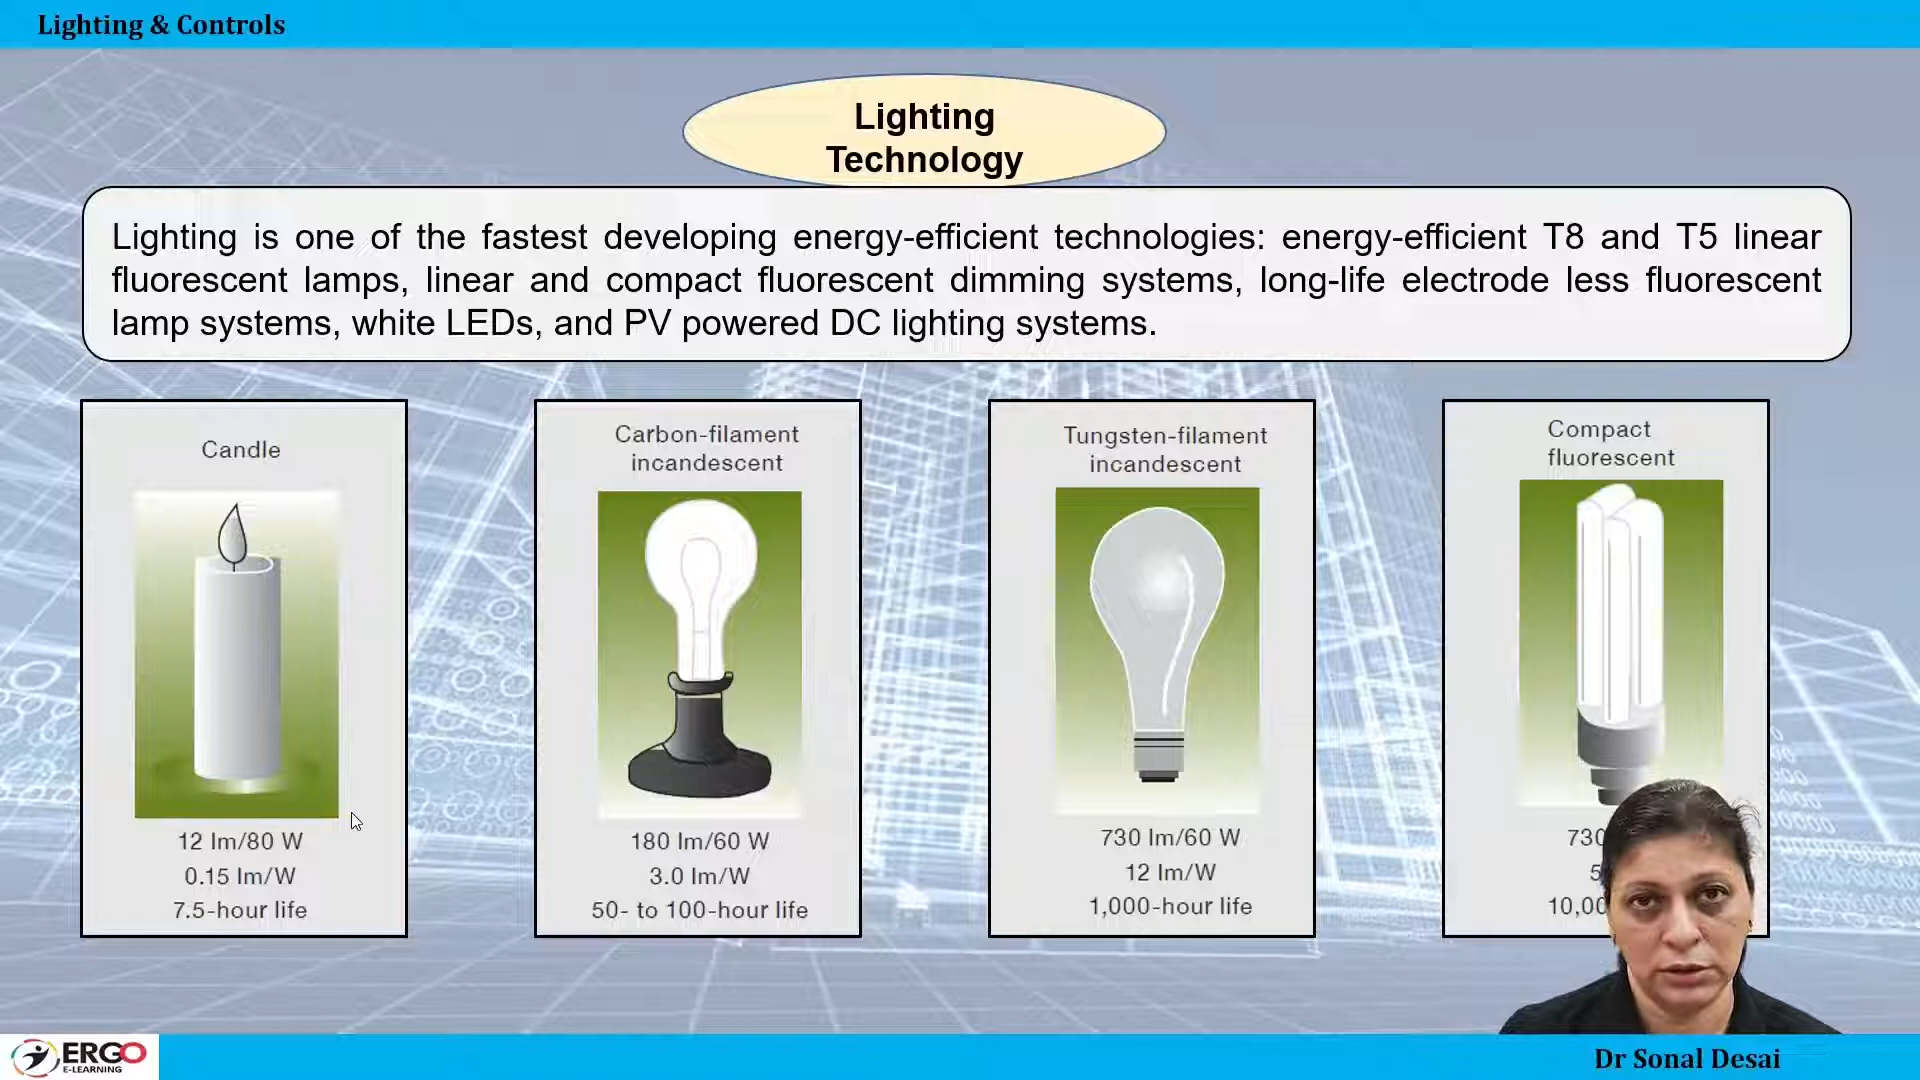 Lighting & Controls
Lighting
Technology
Lighting is one of the fastest developing energy-efficient technologies: energy-efficient T8 and T5 linear
fluorescent lamps, linear and compact fluorescent dimming systems, long-life electrode less fluorescent
lamp systems, white LEDs, and PV powered DC lighting systems.
Candle
12 lm/80 W
0.15 lm/W
7.5-hour life
Carbon-filament
incandescent
180 lm/60 W
3.0 lm/W
50- to 100-hour life
Tungsten-filament
incandescent
730 lm/60 W
12 lm/W
1,000-hour life
Compact
fluorescent
730
ERGO
E-LEARNING
Dr Sonal Desai